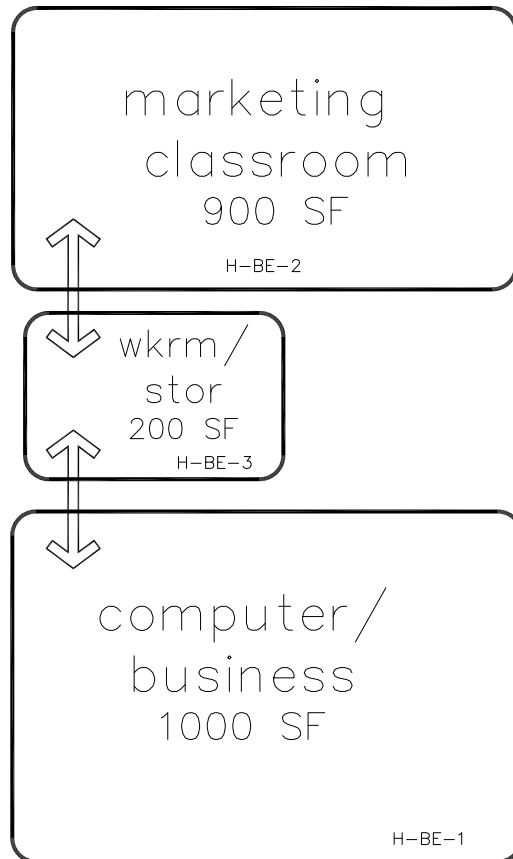 marketing
classroom
900 SF
H-BE-2
wkrm/
stor
200 SF
H-BE-3
computer/
business
1000 SF
H-BE-1